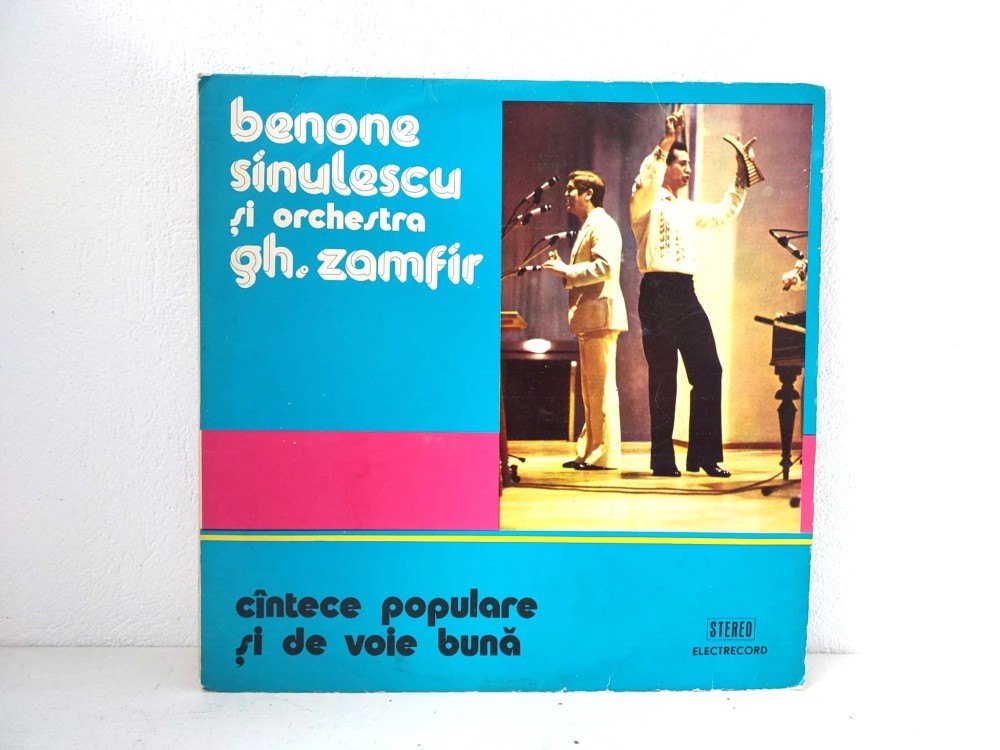 benone
sinulescu
și orchestra
gh. zamfir
cîntece populare
și de voie bună
STEREO
ELECTRECORD